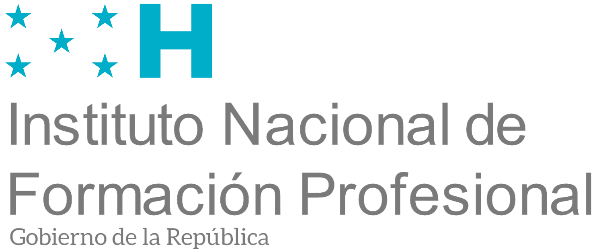 H
Instituto Nacional de
Formación Profesional
Gobierno de la República